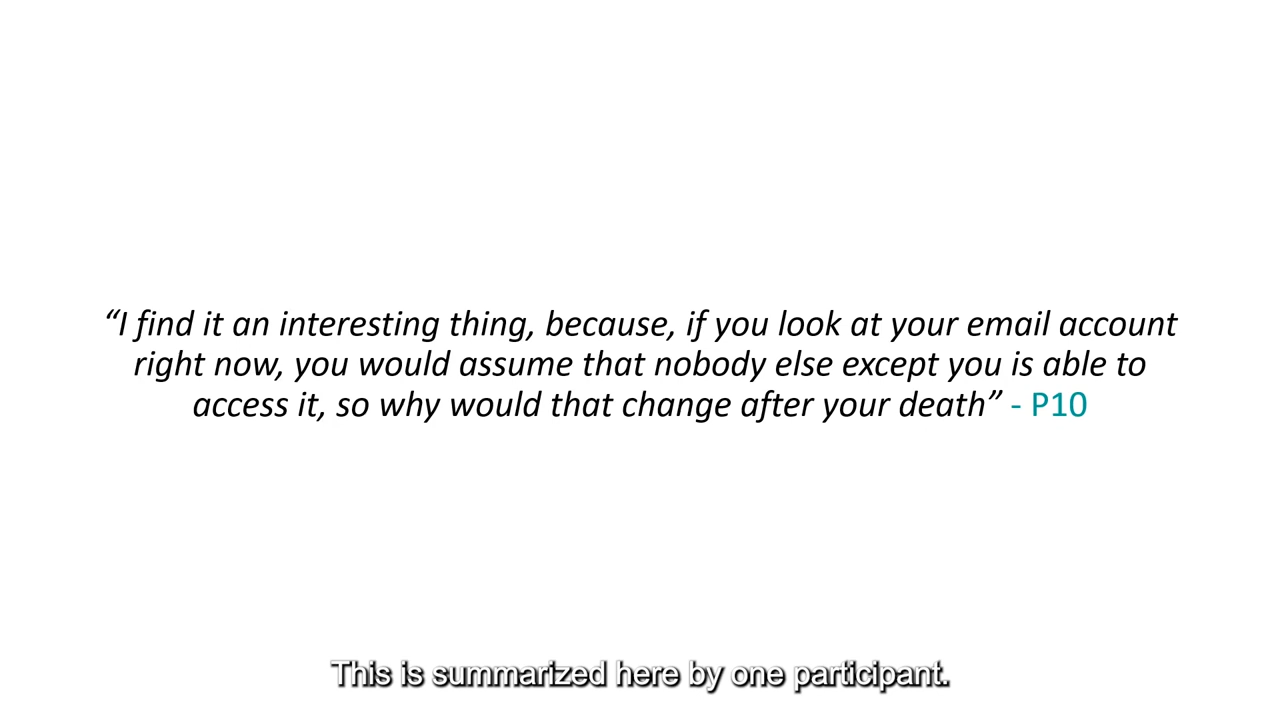 “I find it an interesting thing, because, if you look at your email account
right now, you would assume that nobody else except you is able to
access it, so why would that change after your death” - P10
This is summarized here by one participant.